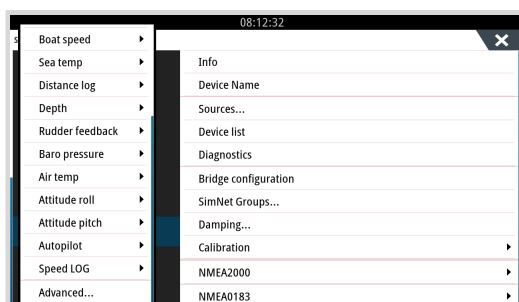 08:12:32
s
Boat speed
Sea temp
Distance log
Depth
Rudder feedback
Baro pressure
Air temp
Attitude roll
Attitude pitch
Autopilot
Speed LOG
Advanced...
Info
Device Name
Sources...
Device list
Diagnostics
Bridge configuration
SimNet Groups...
Damping...
Calibration
NMEA2000
NMEA0183